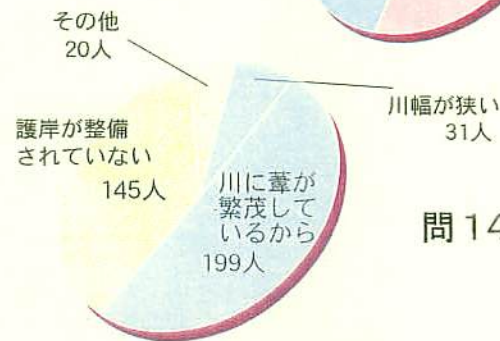 その他
20人
川幅が狭い
31人
護岸が整備
されていない
145人
川に葦が
繁茂して
いるから
199人
問14